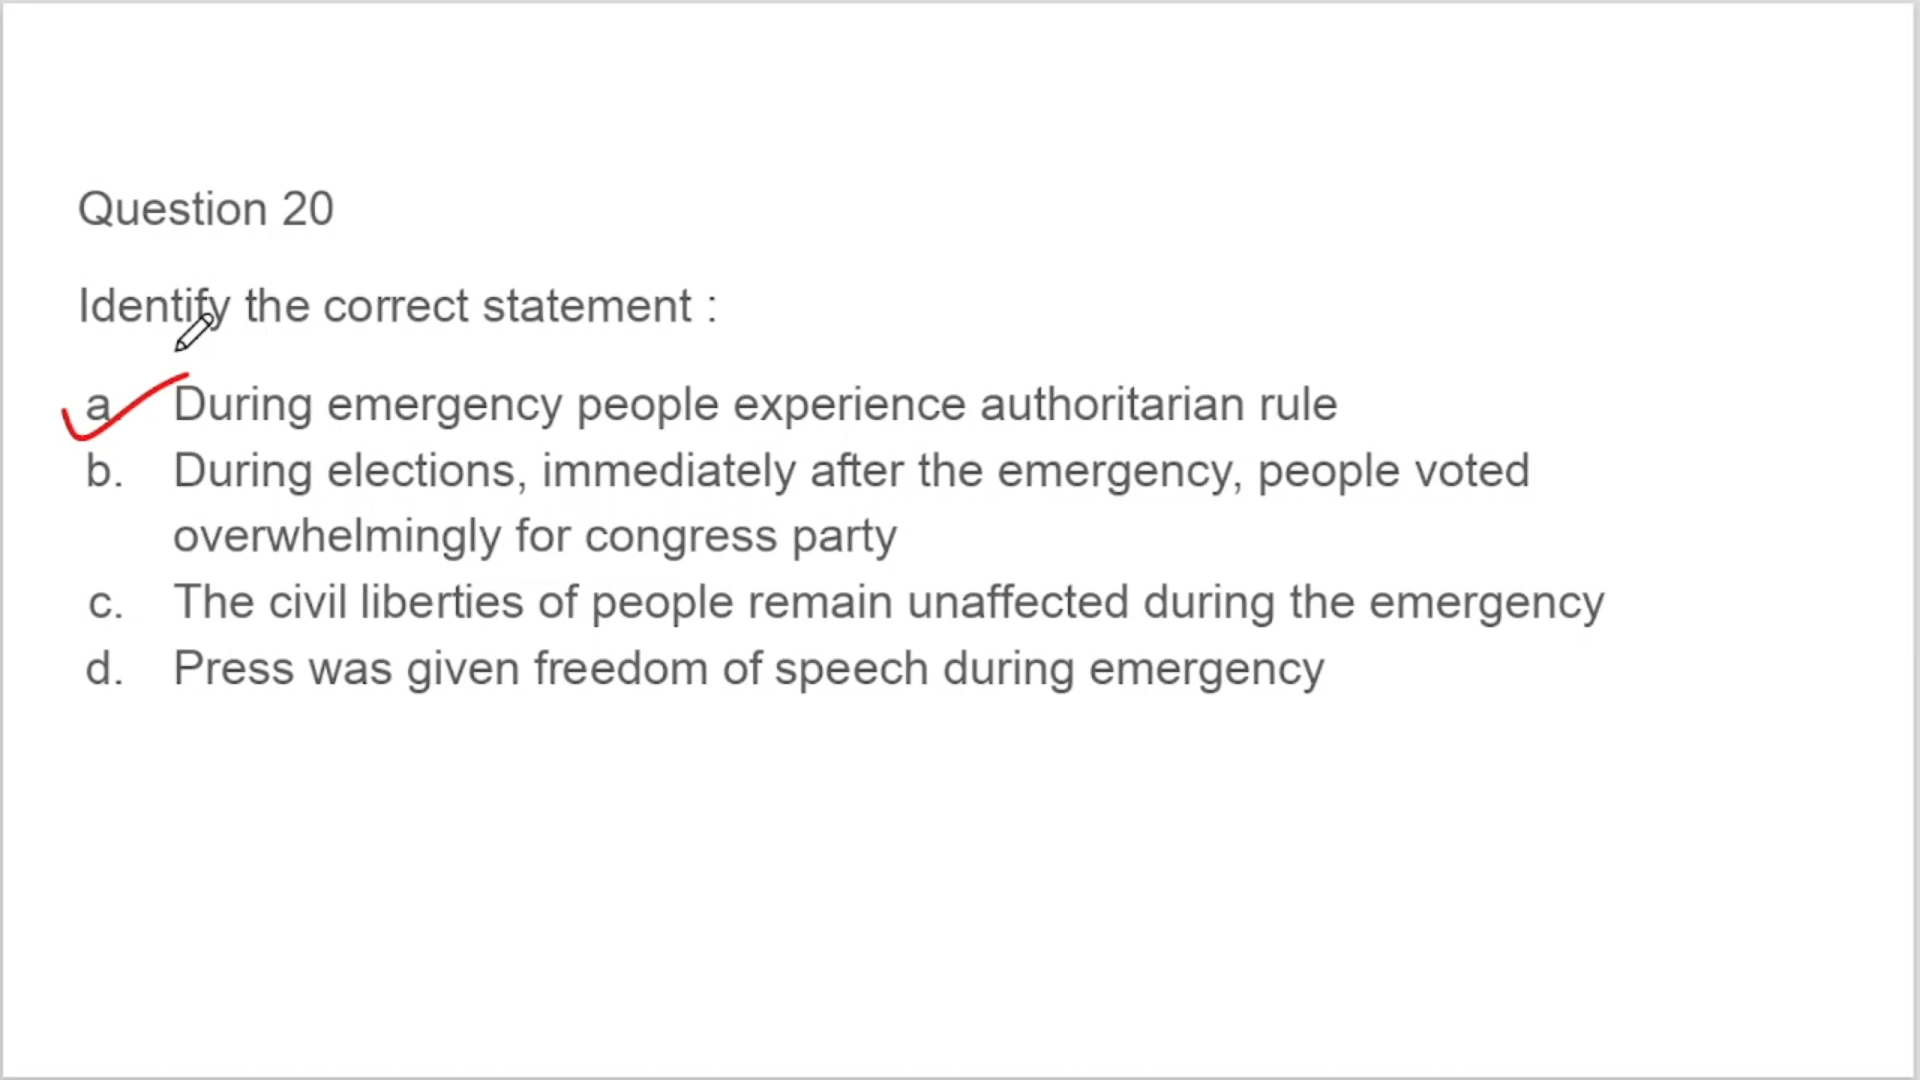 Question 20
Identify the correct statement :
a During emergency people experience authoritarian rule
b. During elections, immediately after the emergency, people voted
overwhelmingly for congress party
c. The civil liberties of people remain unaffected during the emergency
d. Press was given freedom of speech during emergency